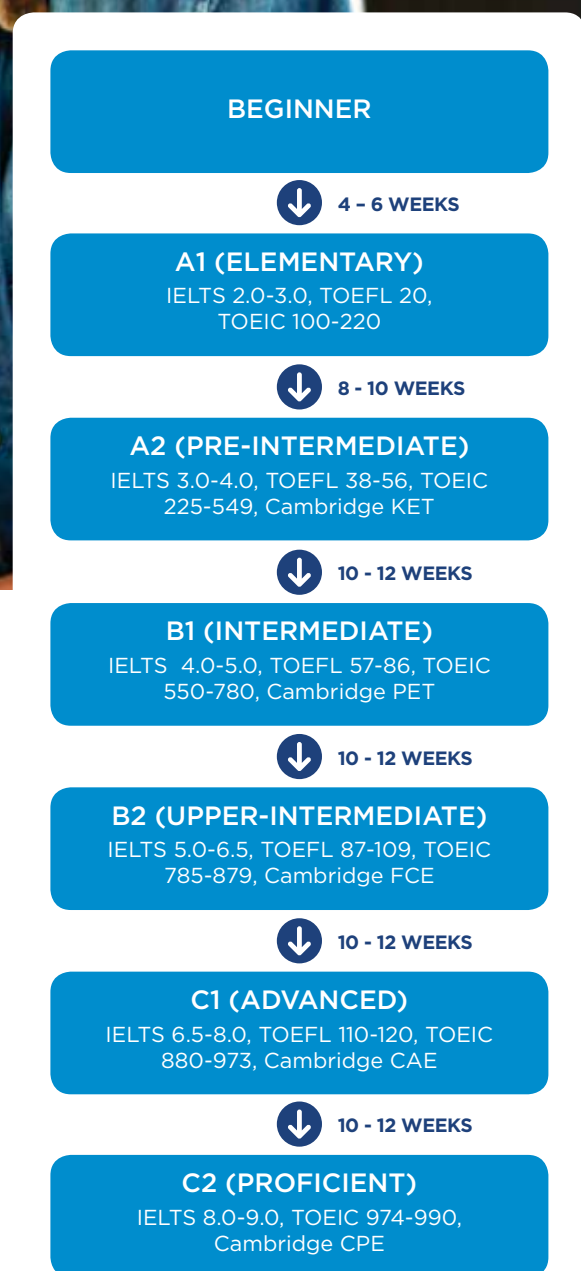 BEGINNER
4 – 6 WEEKS
A1 (ELEMENTARY)
IELTS 2.0-3.0, TOEFL 20,
TOEIC 100-220
8 - 10 WEEKS
A2 (PRE-INTERMEDIATE)
IELTS 3.0-4.0, TOEFL 38-56, TOEIC
225-549, Cambridge KET
10 - 12 WEEKS
B1 (INTERMEDIATE)
IELTS  4.0-5.0, TOEFL 57-86, TOEIC
550-780, Cambridge PET
10 - 12 WEEKS
B2 (UPPER-INTERMEDIATE)
IELTS 5.0-6.5, TOEFL 87-109, TOEIC
785-879, Cambridge FCE
10 - 12 WEEKS
C1 (ADVANCED)
IELTS 6.5-8.0, TOEFL 110-120, TOEIC
880-973, Cambridge CAE
10 - 12 WEEKS
C2 (PROFICIENT)
IELTS 8.0-9.0, TOEIC 974-990,
Cambridge CPE